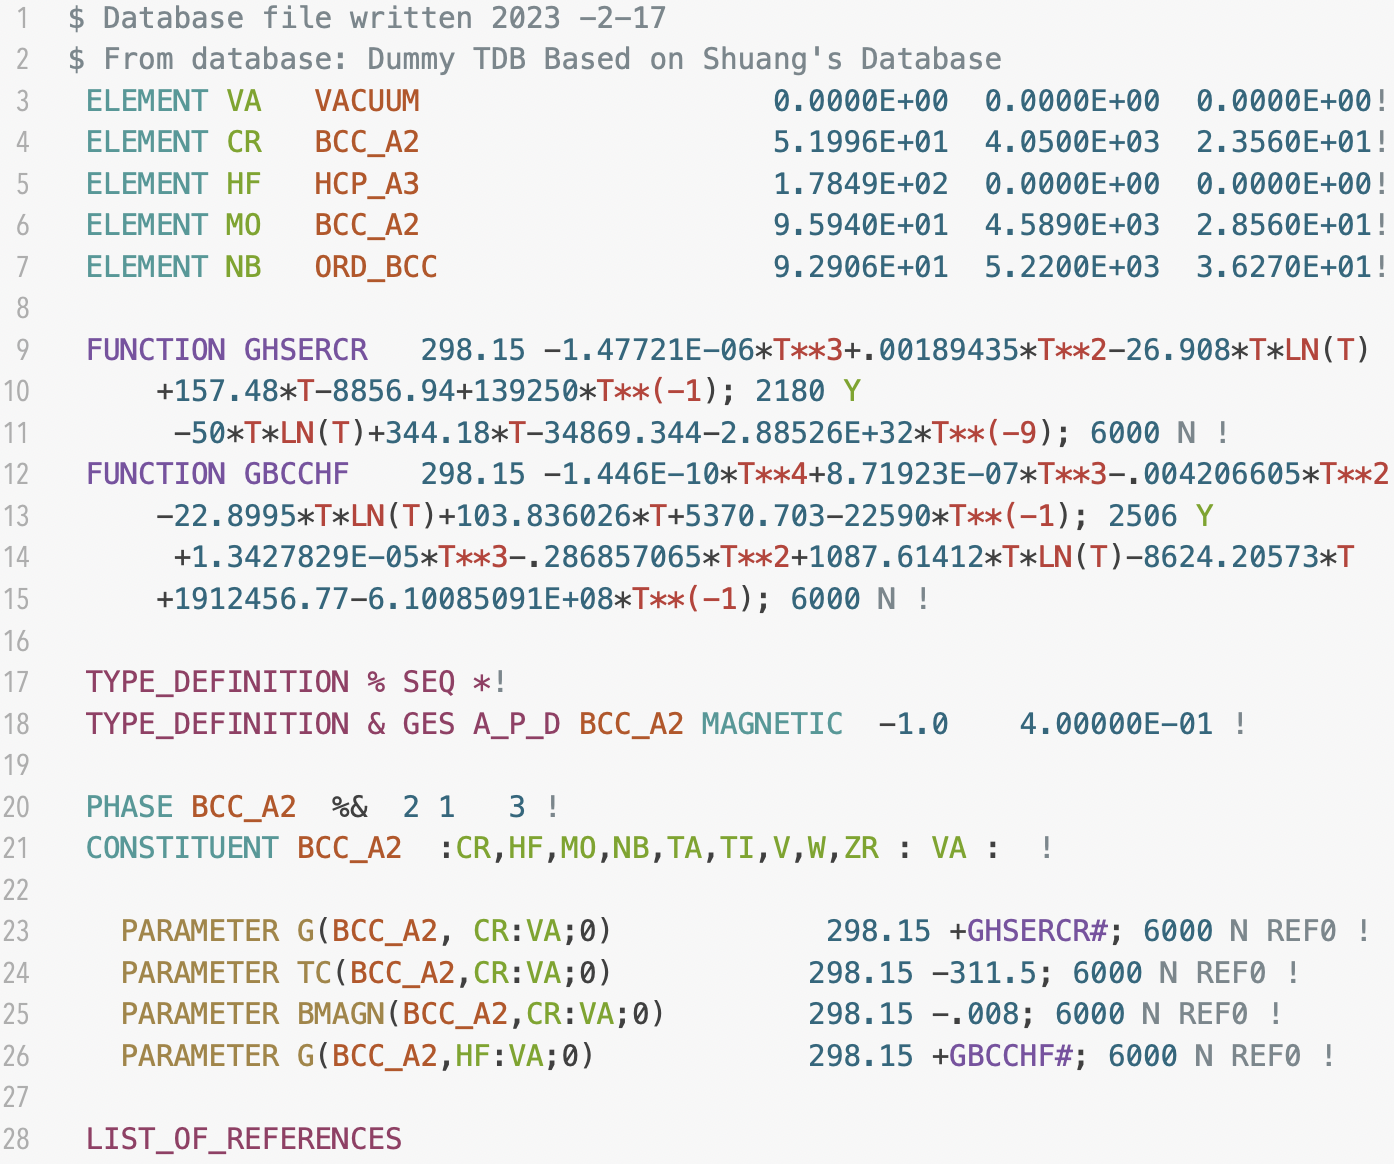 1 $ Database file written 2023 -2-17
2 $ From database: Dummy TDB Based on Shuang's Database
3 ELEMENT VA VACUUM 0.0000E+00 0.0000E+00 0.0000E+00!
4 ELEMENT CR BCC_A2 5.1996E+01 4.0500E+03 2.3560E+01!
5 ELEMENT HF HCP_A3 1.7849E+02 0.0000E+00 0.0000E+00!
6 ELEMENT MO BCC_A2 9.5940E+01 4.5890E+03 2.8560E+01!
7 ELEMENT NB ORD_BCC 9.2906E+01 5.2200E+03 3.6270E+01!
8
9 FUNCTION GHSERCR 298.15 -1.47721E-06*T**3+.00189435*T**2-26.908*T*LN(T)
10 +157.48*T-8856.94+139250*T**(-1); 2180 Y
11 -50*T*LN(T)+344.18*T-34869.344-2.88526E+32*T**(-9); 6000 N !
12 FUNCTION GBCCHF 298.15 -1.446E-10*T**4+8.71923E-07*T**3-.004206605*T**2
13 -22.8995*T*LN(T)+103.836026*T+5370.703-22590*T**(-1); 2506 Y
14 +1.3427829E-05*T**3-.286857065*T**2+1087.61412*T*LN(T)-8624.20573*T
15 +1912456.77-6.10085091E+08*T**(-1); 6000 N !
16
17 TYPE_DEFINITION % SEQ *!
18 TYPE_DEFINITION & GES A_P_D BCC_A2 MAGNETIC -1.0 4.00000E-01 !
19
20 PHASE BCC_A2 %& 2 1 3 !
21 CONSTITUENT BCC_A2 :CR,HF,MO,NB,TA,TI,V,W,ZR : VA : !
22
23 PARAMETER G(BCC_A2, CR:VA;0) 298.15 +GHSERCR#; 6000 N REF0 !
24 PARAMETER TC(BCC_A2,CR:VA;0) 298.15 -311.5; 6000 N REF0 !
25 PARAMETER BMAGN(BCC_A2,CR:VA;0) 298.15 -.008; 6000 N REF0 !
26 PARAMETER G(BCC_A2,HF:VA;0) 298.15 +GBCCHF#; 6000 N REF0 !
27
28 LIST_OF_REFERENCES